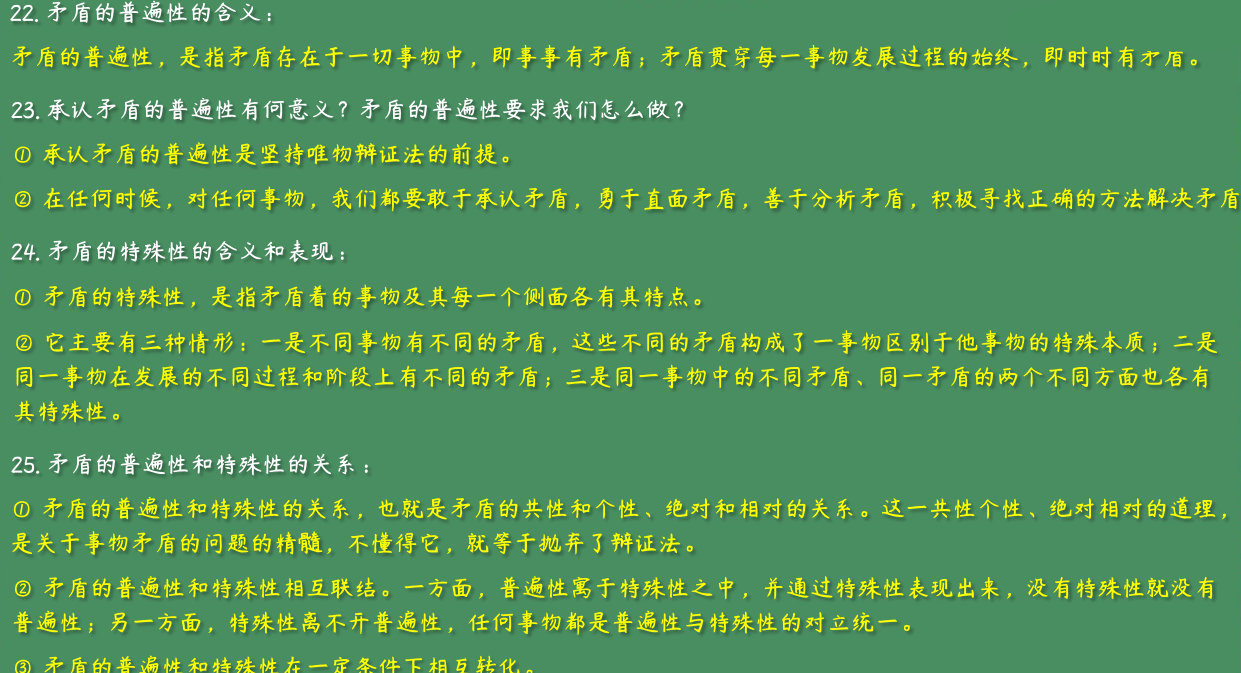 22. 矛盾的普遍性的含义：
矛盾的普遍性，是指矛盾存在于一切事物中，即事事有矛盾；矛盾贯穿每一事物发展过程的始终，即时时有矛盾。
23. 承认矛盾的普遍性有何意义？矛盾的普遍性要求我们怎么做？
① 承认矛盾的普遍性是坚持唯物辩证法的前提。
② 在任何时候，对任何事物，我们都要敢于承认矛盾，勇于直面矛盾，善于分析矛盾，积极寻找正确的方法解决矛盾
24. 矛盾的特殊性的含义和表现：
① 矛盾的特殊性，是指矛盾着的事物及其每一个侧面各有其特点。
② 它主要有三种情形：一是不同事物有不同的矛盾，这些不同的矛盾构成了一事物区别于他事物的特殊本质；二是
同一事物在发展的不同过程和阶段上有不同的矛盾；三是同一事物中的不同矛盾、同一矛盾的两个不同方面也各有
其特殊性。
25. 矛盾的普遍性和特殊性的关系：
① 矛盾的普遍性和特殊性的关系，也就是矛盾的共性和个性、绝对和相对的关系。这一共性个性、绝对相对的道理，
是关于事物矛盾的问题的精髓，不懂得它，就等于抛弃了辩证法。
② 矛盾的普遍性和特殊性相互联结。一方面，普遍性寓于特殊性之中，并通过特殊性表现出来，没有特殊性就没有
普遍性；另一方面，特殊性离不开普遍性，任何事物都是普遍性与特殊性的对立统一。
③ 矛盾的普遍性和特殊性在一定条件下相互转化。